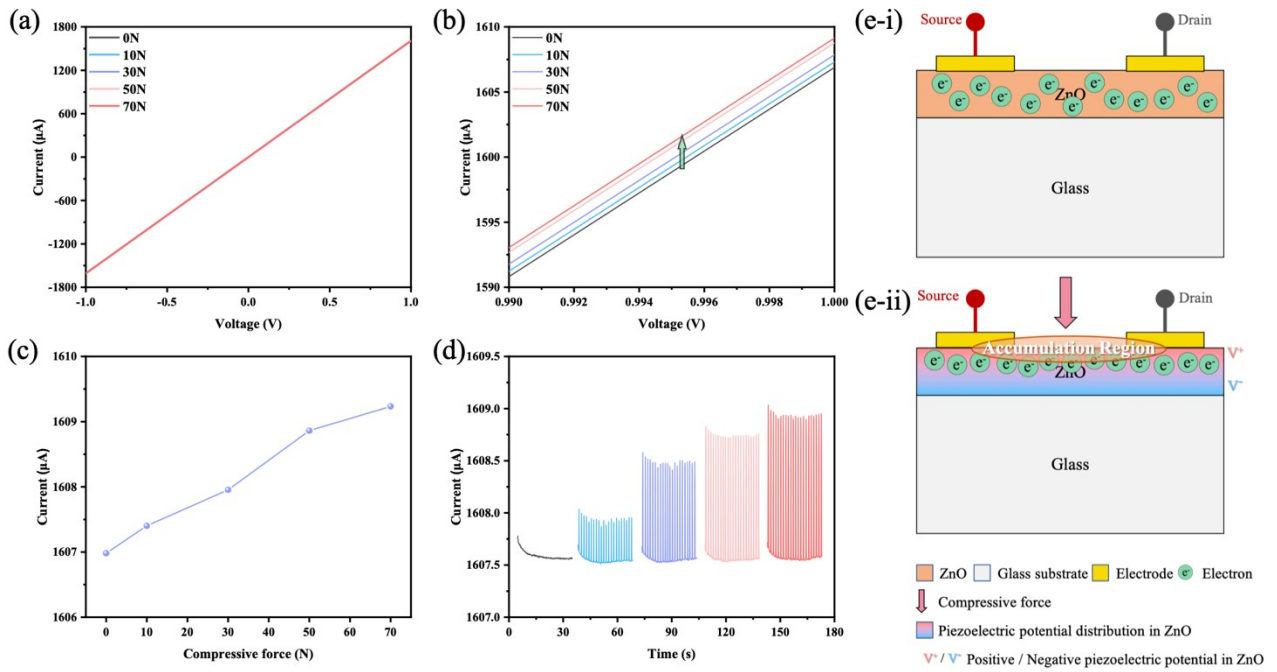 (a)
1800
1200
600
0
-600
-1200
-1800
Current (μA)
0N
10N
30N
50N
70N
-1.0
-0.5
0.0
0.5
1.0
Voltage (V)
(b)
1610
1605
1600
1595
1590
Current (μA)
0N
10N
30N
50N
70N
0.990
0.992
0.994
0.996
0.998
1.000
Voltage (V)
(c)
1610
1609
1608
1607
1606
Current (μA)
0
10
20
30
40
50
60
70
Compressive force (N)
(d)
1609.5
1609.0
1608.5
1608.0
1607.5
1607.0
Current (μA)
0
30
60
90
120
150
180
Time (s)
(e-i)
Source
Drain
e- e- e- e- e- e- e- e- e- e- e- e- e- e-
ZnO
Glass
(e-ii)
Source
Drain
Accumulation Region
V+
e- e- e- e- e- e- e- e- e- e- e- e- e- e-
ZnO
V-
Glass
ZnO
Glass substrate
Electrode
e- Electron
Compressive force
Piezoelectric potential distribution in ZnO
V+ / V- Positive / Negative piezoelectric potential in ZnO